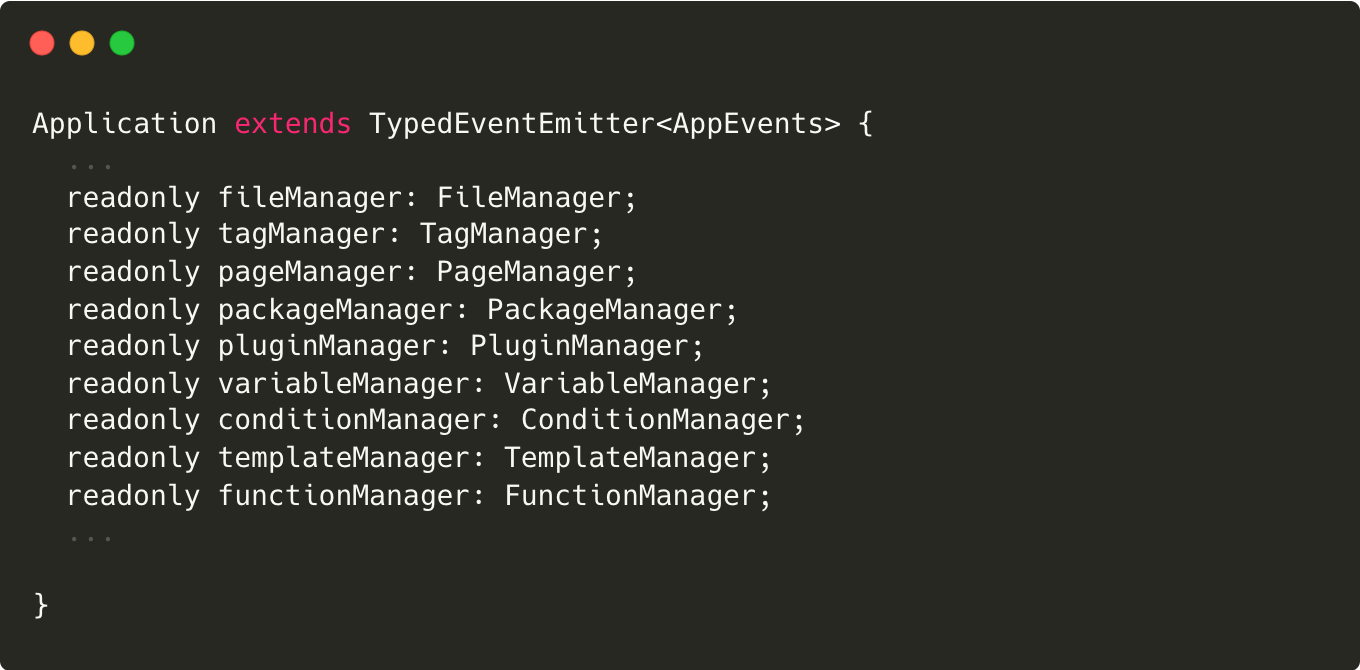 Application extends TypedEventEmitter<AppEvents> {
...
readonly fileManager: FileManager;
readonly tagManager: TagManager;
readonly pageManager: PageManager;
readonly packageManager: PackageManager;
readonly pluginManager: PluginManager;
readonly variableManager: VariableManager;
readonly conditionManager: ConditionManager;
readonly templateManager: TemplateManager;
readonly functionManager: FunctionManager;
...
}